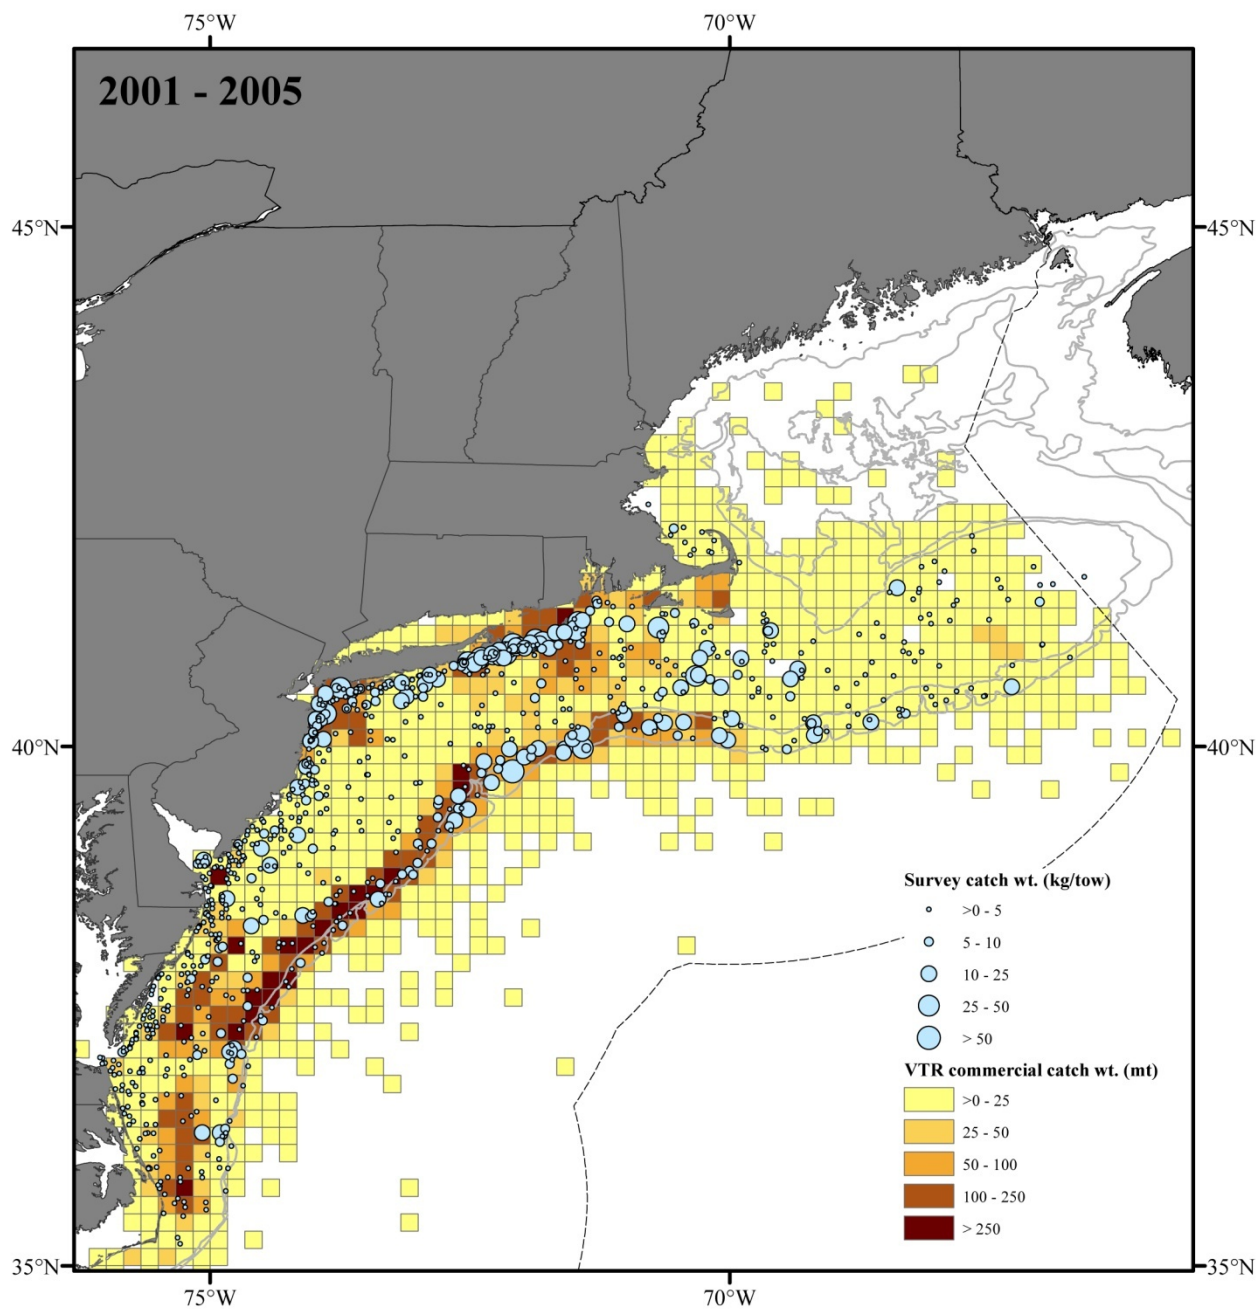 75°W 70°W
2001 - 2005
45°N 45°N
40°N 40°N
Survey catch wt. (kg/tow)
>0 - 5
5 - 10
10 - 25
25 - 50
> 50
VTR commercial catch wt. (mt)
>0 - 25
25 - 50
50 - 100
100 - 250
> 250
35°N 35°N
75°W 70°W